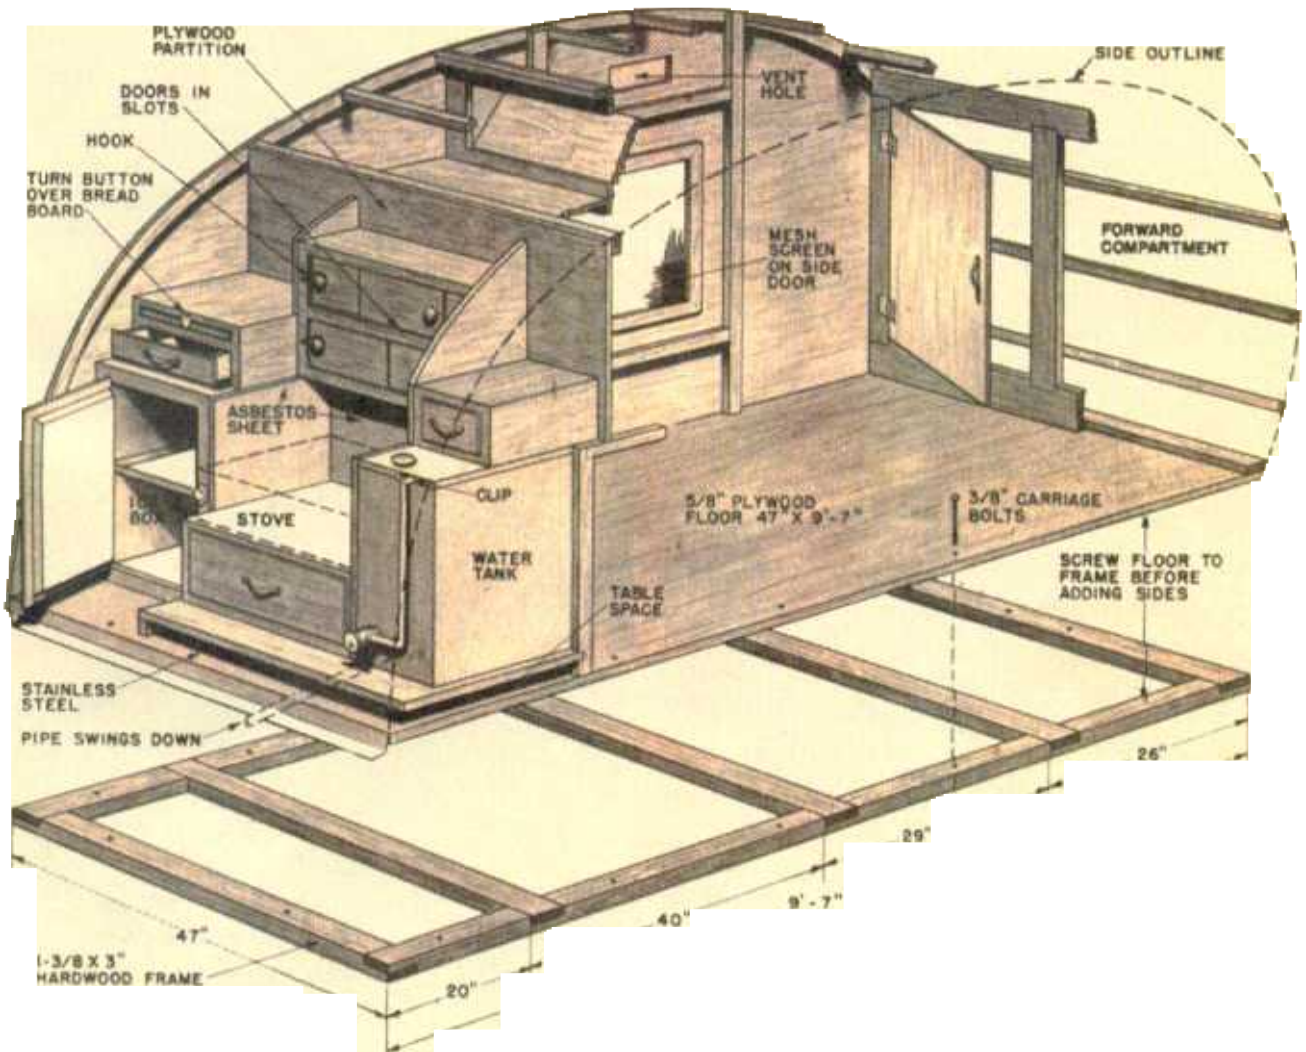 PLYWOOD
PARTITION
SIDE OUTLINE
VENT
HOLE
DOORS IN
SLOTS
HOOK
TURN BUTTON
OVER BREAD
BOARD
FORWARD
COMPARTMENT
MESH
SCREEN
ON SIDE
DOOR
ASBESTOS
SHEET
CLIP
5/8" PLYWOOD
FLOOR 47" X 9'-7"
3/8" CARRIAGE
BOLTS
BOX
STOVE
WATER
TANK
SCREW FLOOR TO
FRAME BEFORE
ADDING SIDES
TABLE
SPACE
STAINLESS
STEEL
PIPE SWINGS DOWN
26"
29"
9'-7"
40"
47"
1-3/8 X 3"
HARDWOOD FRAME
20"